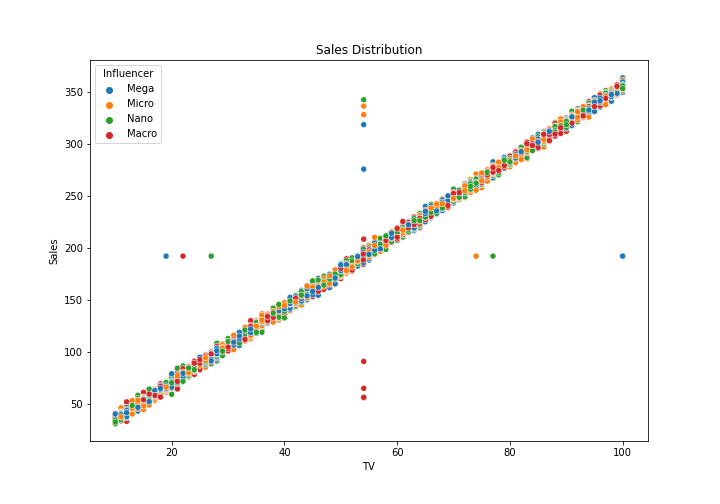 Sales Distribution
Influencer
Mega
Micro
Nano
Macro
350
300
250
200
150
100
50
Sales
20 40 60 80 100
TV